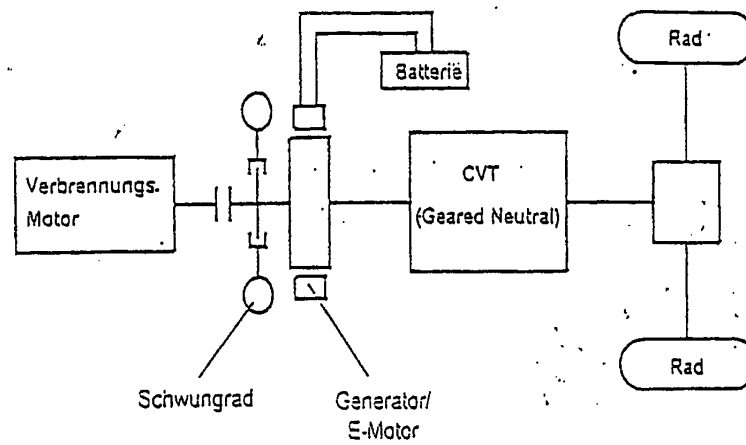 Rad
Batterie
Verbrennungs.
Motor
CVT
(Geared Neutral)
Rad
Schwungrad
Generator/
E-Motor